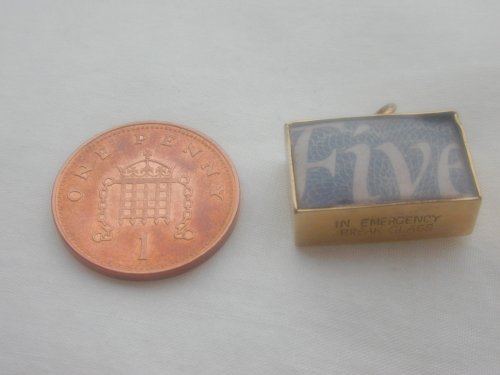 ONE PENNY
1
Five
IN EMERGENCY
BREAK GLASS